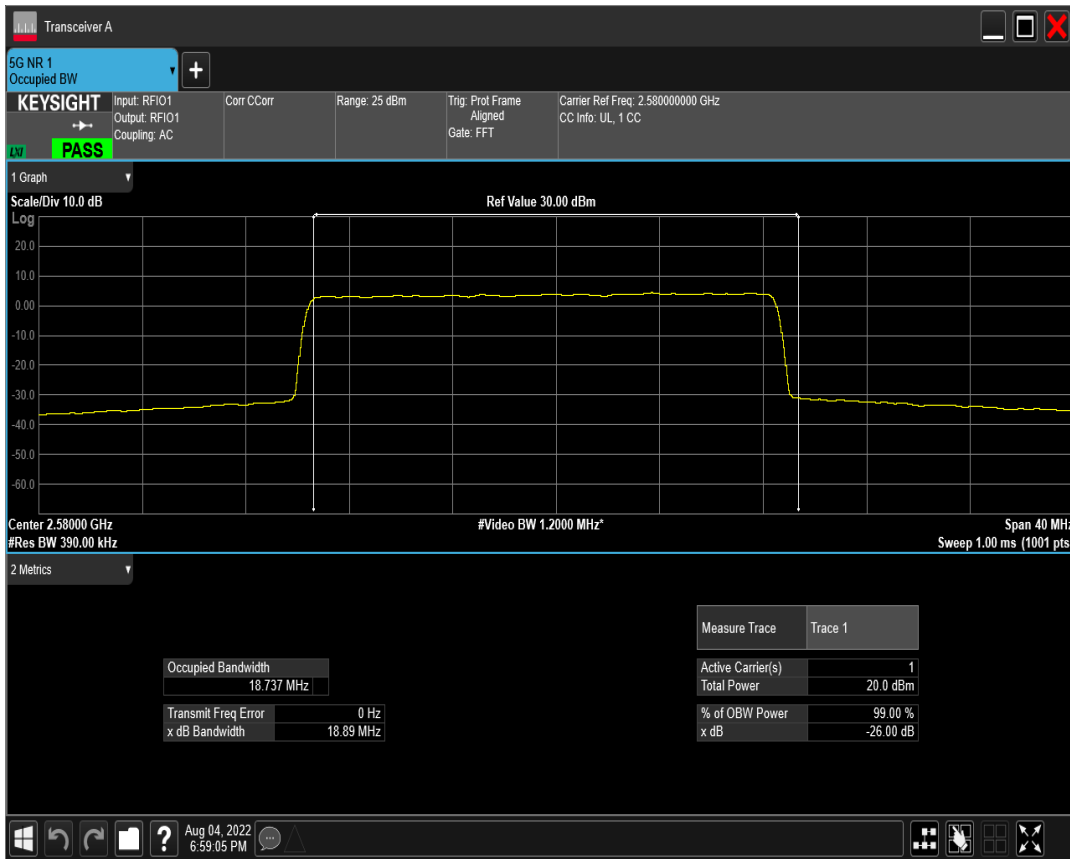 Transceiver A
5G NR 1
Occupied BW
KEYSIGHT
LXI
PASS
Input: RFIO1
Output: RFIO1
Coupling: AC
Corr CCorr
Range: 25 dBm
Trig: Prot Frame
Aligned
Gate: FFT
Carrier Ref Freq: 2.580000000 GHz
CC Info: UL, 1 CC
1 Graph
Scale/Div 10.0 dB
Ref Value 30.00 dBm
Log
20.0
10.0
0.00
-10.0
-20.0
-30.0
-40.0
-50.0
-60.0
Center 2.58000 GHz
#Video BW 1.2000 MHz*
Span 40 MHz
#Res BW 390.00 kHz
Sweep 1.00 ms (1001 pts
2 Metrics
Measure Trace Trace 1
Occupied Bandwidth
18.737 MHz
Transmit Freq Error 0 Hz
x dB Bandwidth 18.89 MHz
Active Carrier(s) 1
Total Power 20.0 dBm
% of OBW Power 99.00 %
x dB -26.00 dB
?
Aug 04, 2022
6:59:05 PM